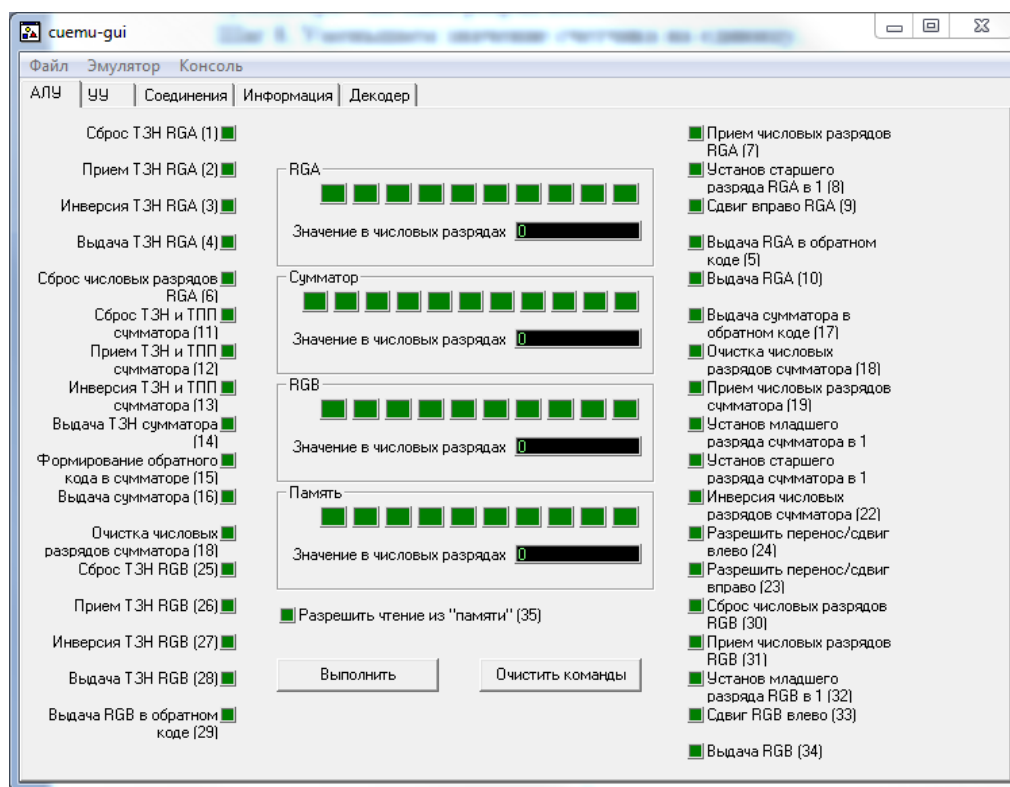 cuemu-gui
Файл Эмулятор Консоль
АЛУ УУ Соединения Информация Декодер
Сброс ТЗН RGA (1)
Прием ТЗН RGA (2)
Инверсия ТЗН RGA (3)
Выдача ТЗН RGA (4)
Сброс числовых разрядов
RGA (6)
Сброс ТЗН и ТПП
сумматора (11)
Прием ТЗН и ТПП
сумматора (12)
Инверсия ТЗН и ТПП
сумматора (13)
Выдача ТЗН сумматора
(14)
Формирование обратного
кода в сумматоре (15)
Выдача сумматора (16)
Очистка числовых
разрядов сумматора (18)
Сброс ТЗН RGB (25)
Прием ТЗН RGB (26)
Инверсия ТЗН RGB (27)
Выдача ТЗН RGB (28)
Выдача RGB в обратном
коде (29)
RGA
Значение в числовых разрядах 0
Сумматор
Значение в числовых разрядах 0
RGB
Значение в числовых разрядах 0
Память
Значение в числовых разрядах 0
Разрешить чтение из "памяти" (35)
Выполнить Очистить команды
Прием числовых разрядов
RGA (7)
Установ старшего
разряда RGA в 1 (8)
Сдвиг вправо RGA (9)
Выдача RGA в обратном
коде (5)
Выдача RGA (10)
Выдача сумматора в
обратном коде (17)
Очистка числовых
разрядов сумматора (18)
Прием числовых разрядов
сумматора (19)
Установ младшего
разряда сумматора в 1
Установ старшего
разряда сумматора в 1
Инверсия числовых
разрядов сумматора (22)
Разрешить перенос/сдвиг
влево (24)
Разрешить перенос/сдвиг
вправо (23)
Сброс числовых разрядов
RGB (30)
Прием числовых разрядов
RGB (31)
Установ младшего
разряда RGB в 1 (32)
Сдвиг RGB влево (33)
Выдача RGB (34)